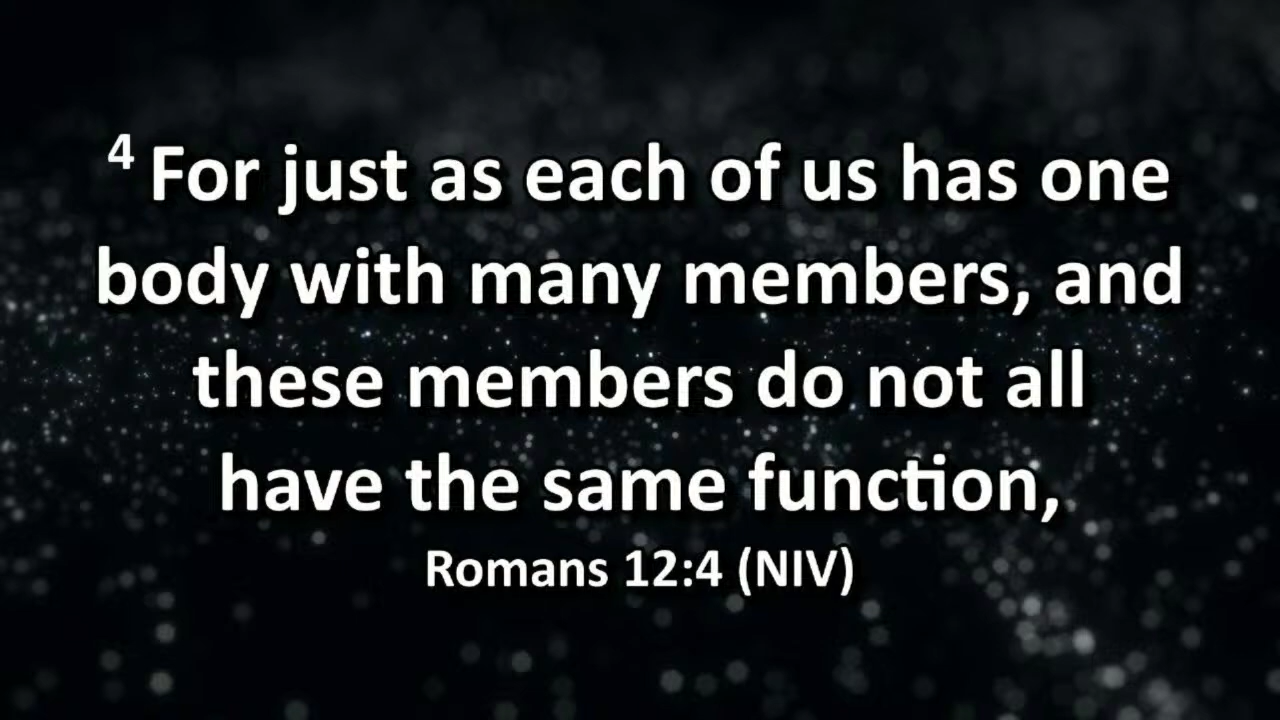 4 For just as each of us has one
body with many members, and
these members do not all
have the same function,
Romans 12:4 (NIV)